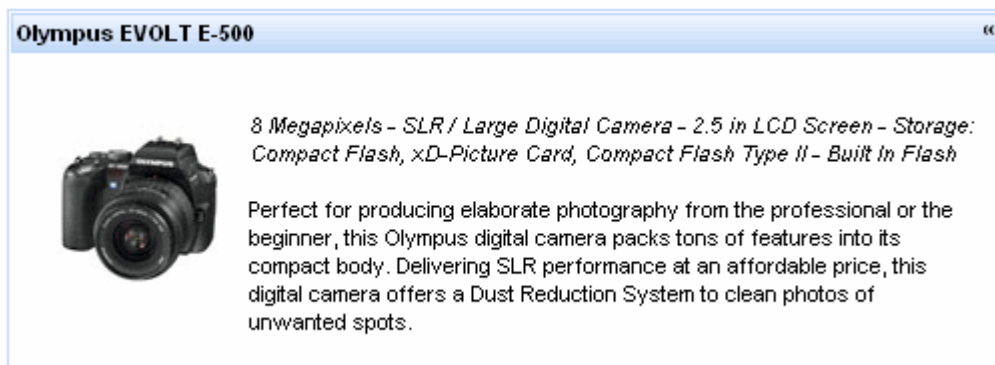 Olympus EVOLT E-500 «
8 Megapixels - SLR / Large Digital Camera - 2.5 in LCD Screen - Storage:
Compact Flash, xD-Picture Card, Compact Flash Type II - Built In Flash
OLYMPUS
Perfect for producing elaborate photography from the professional or the
beginner, this Olympus digital camera packs tons of features into its
compact body. Delivering SLR performance at an affordable price, this
digital camera offers a Dust Reduction System to clean photos of
unwanted spots.